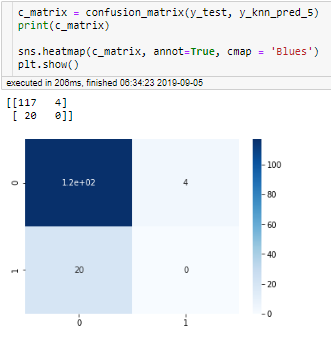 c_matrix = confusion_matrix(y_test, y_knn_pred_5)
print(c_matrix)
sns.heatmap(c_matrix, annot=True, cmap = 'Blues')
plt.show()
executed in 206ms, finished 06:34:23 2019-09-05
[[117   4]
 [ 20   0]]
0
1.2e+02
4
100
80
60
40
20
0
1
20
0
0
1